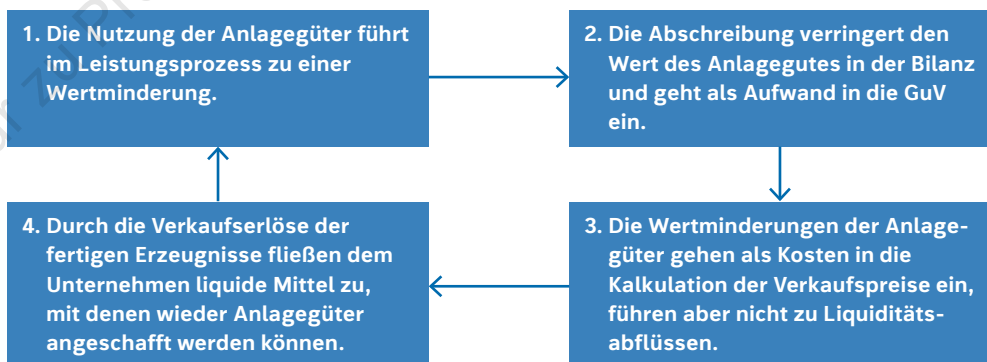 1. Die Nutzung der Anlagegüter führt
im Leistungsprozess zu einer
Wertminderung.
2. Die Abschreibung verringert den
Wert des Anlagegutes in der Bilanz
und geht als Aufwand in die GuV
ein.
3. Die Wertminderungen der Anlage-
güter gehen als Kosten in die
Kalkulation der Verkaufspreise ein,
führen aber nicht zu Liquiditäts-
abflüssen.
4. Durch die Verkaufserlöse der
fertigen Erzeugnisse fließen dem
Unternehmen liquide Mittel zu,
mit denen wieder Anlagegüter
angeschafft werden können.